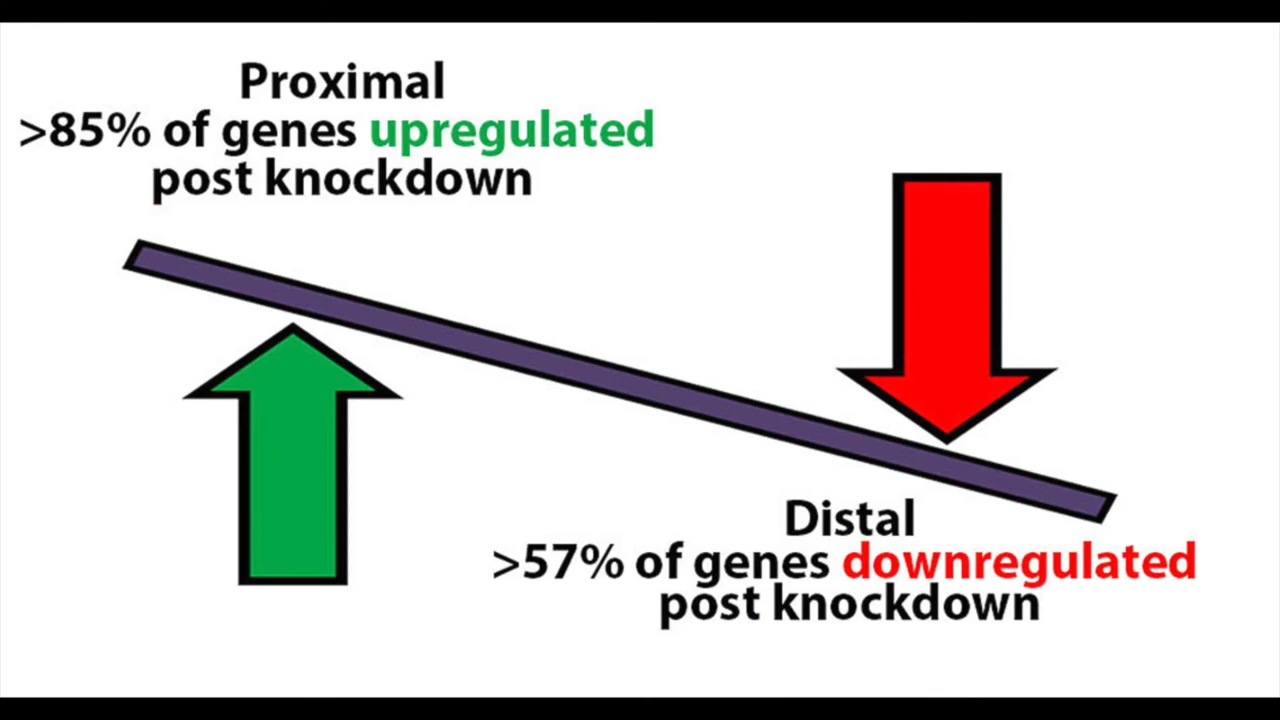 Proximal
>85% of genes upregulated
post knockdown
Distal
>57% of genes downregulated
post knockdown